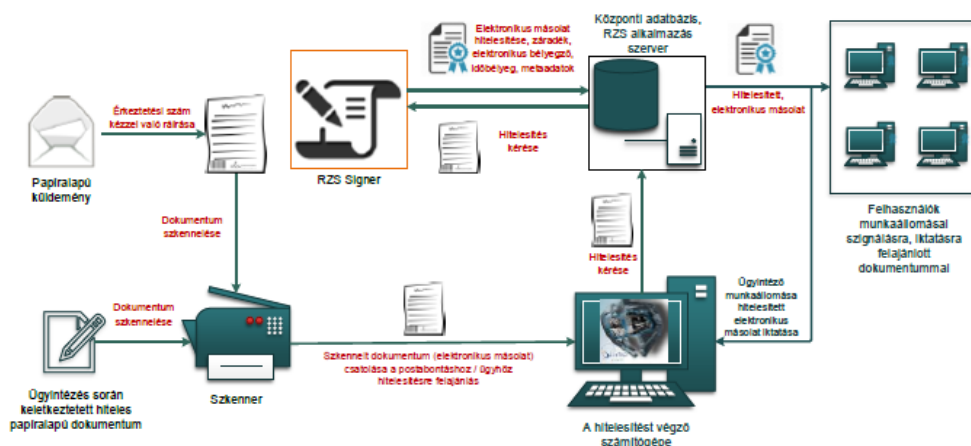 Elektronikus másolat
hitelesítése, záradék,
elektronikus bélyegző,
időbélyeg, metaadatok
Központi adatbázis,
RZS alkalmazás
szerver
Érkeztetési szám
kézzel való ráírása
Hitelesített,
elektronikus másolat
Hitelesítés
kérése
Papíralapú
küldemény
RZS Signer
Felhasználók
munkaállomásai
szignálásra, iktatásra
felajánlott
dokumentummal
Dokumentum
szkennelése
Hitelesítés
kérése
Ügyintéző
munkaállomása
hitelesített
elektronikus
másolat iktatása
Dokumentum
szkennelése
Szkennelt dokumentum (elektronikus másolat)
csatolása a postabontáshoz / ügyhöz
hitelesítésre felajánlás
Szkenner
Ügyintézés során
keletkeztetett hiteles
papíralapú dokumentum
A hitelesítést végző
számítógépe